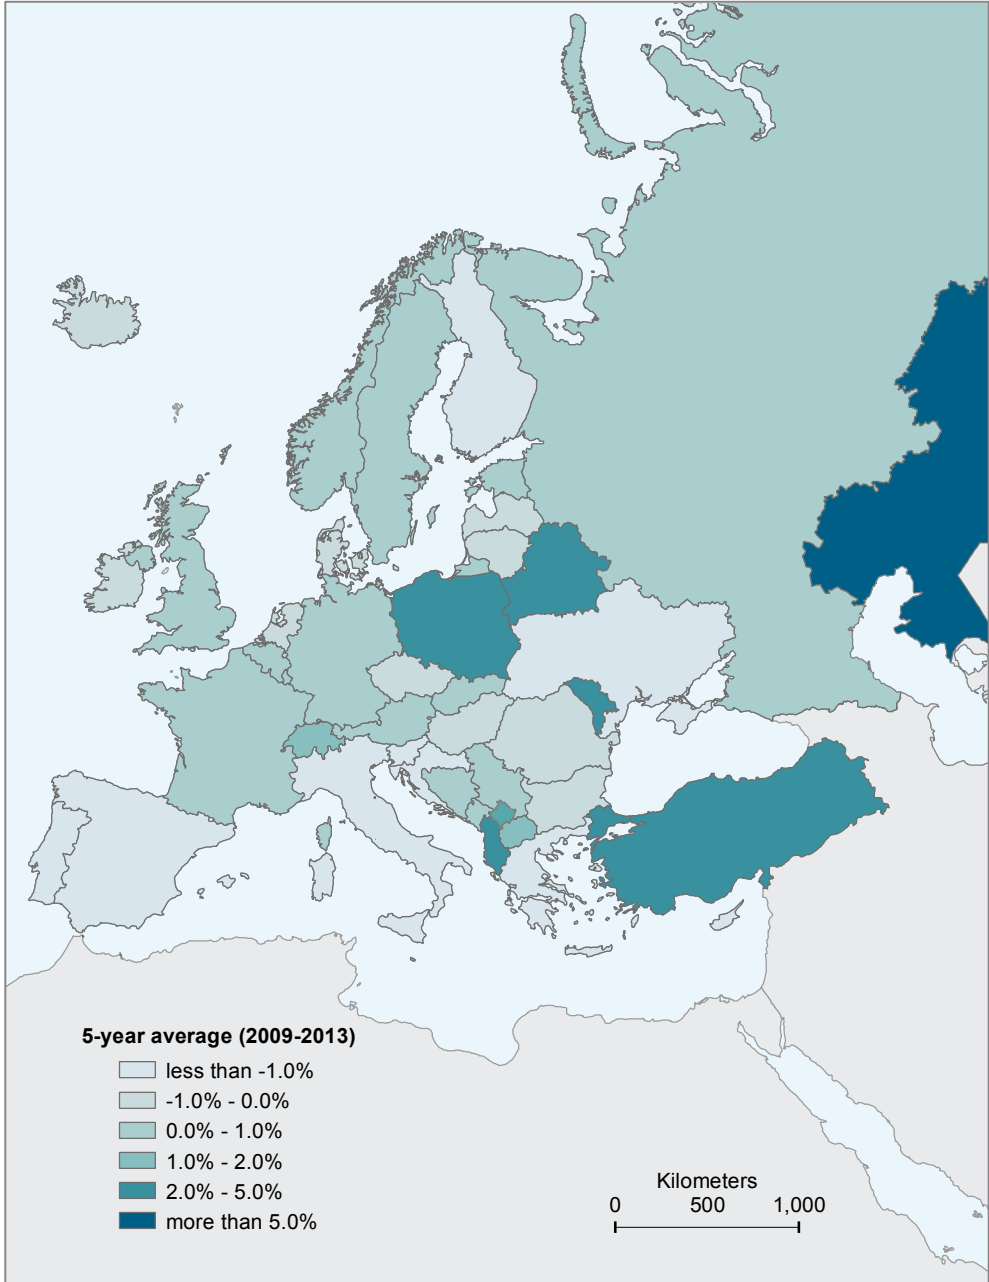 5-year average (2009-2013)
less than -1.0%
-1.0% - 0.0%
0.0% - 1.0%
1.0% - 2.0%
2.0% - 5.0%
more than 5.0%
Kilometers
0 500 1,000